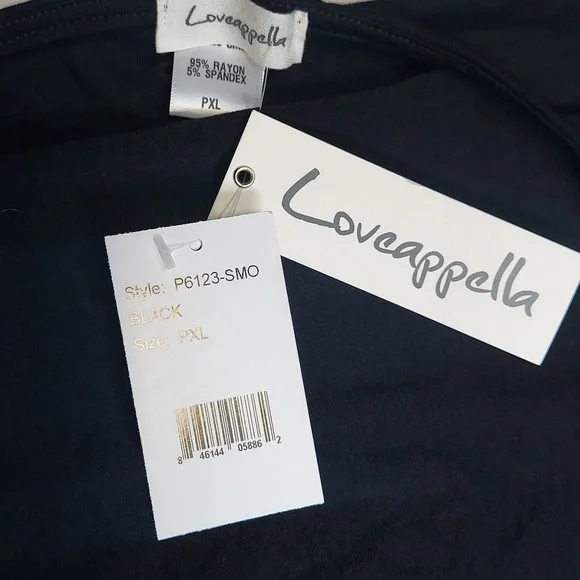 Loveappella
95% RAYON
5% SPANDEX
PXL
Loveappella
Style: P6123-SMO
BLACK
Size: PXL
8 46144 05886 2